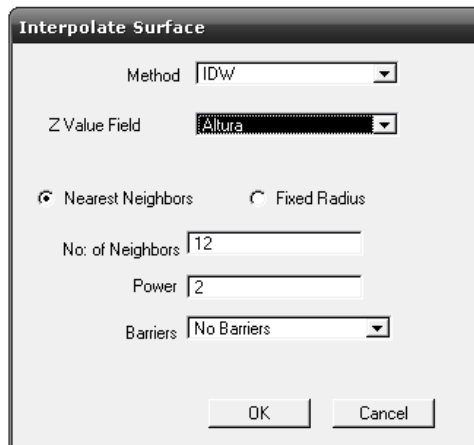 Interpolate Surface
Method IDW
Z Value Field Altura
Nearest Neighbors Fixed Radius
No: of Neighbors 12
Power 2
Barriers No Barriers
OK Cancel